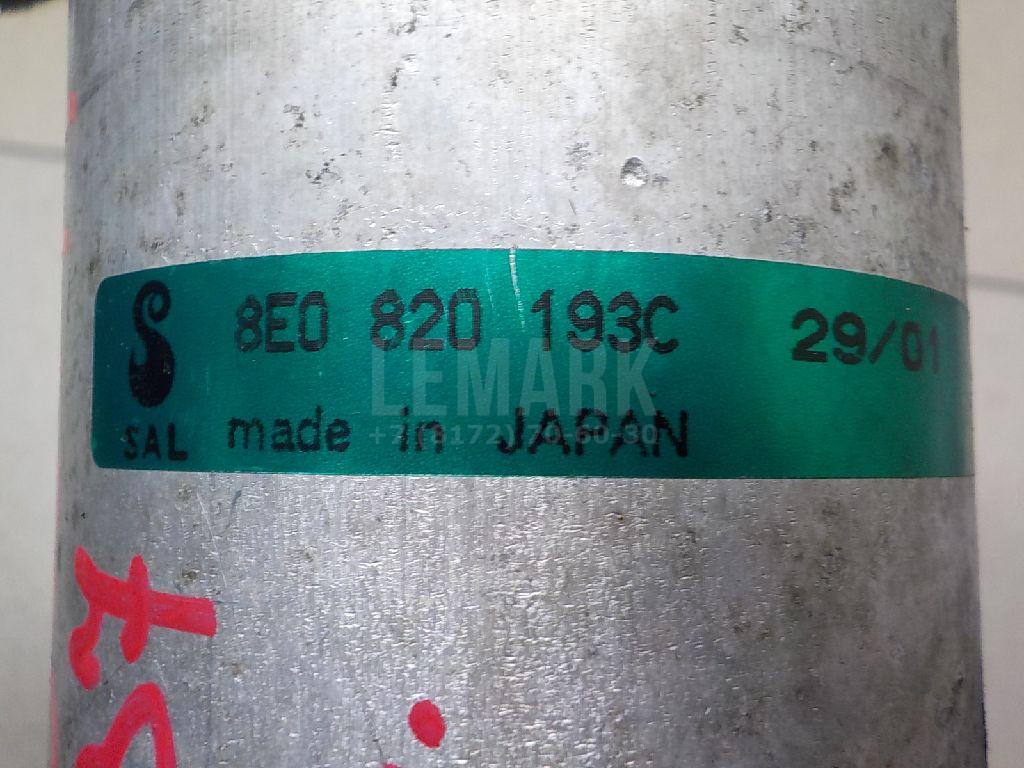 8E0 820 193C 29/01
SAL made in JAPAN
LEMARK